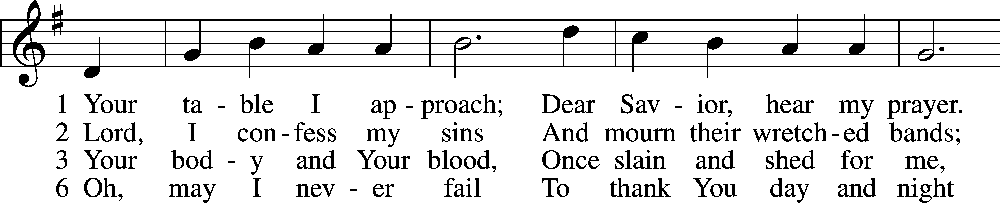 1 Your ta - ble I ap - proach; Dear Sav - ior, hear my prayer.
2 Lord, I con - fess my sins And mourn their wretch - ed bands;
3 Your bod - y and Your blood, Once slain and shed for me,
6 Oh, may I nev - er fail To thank You day and night